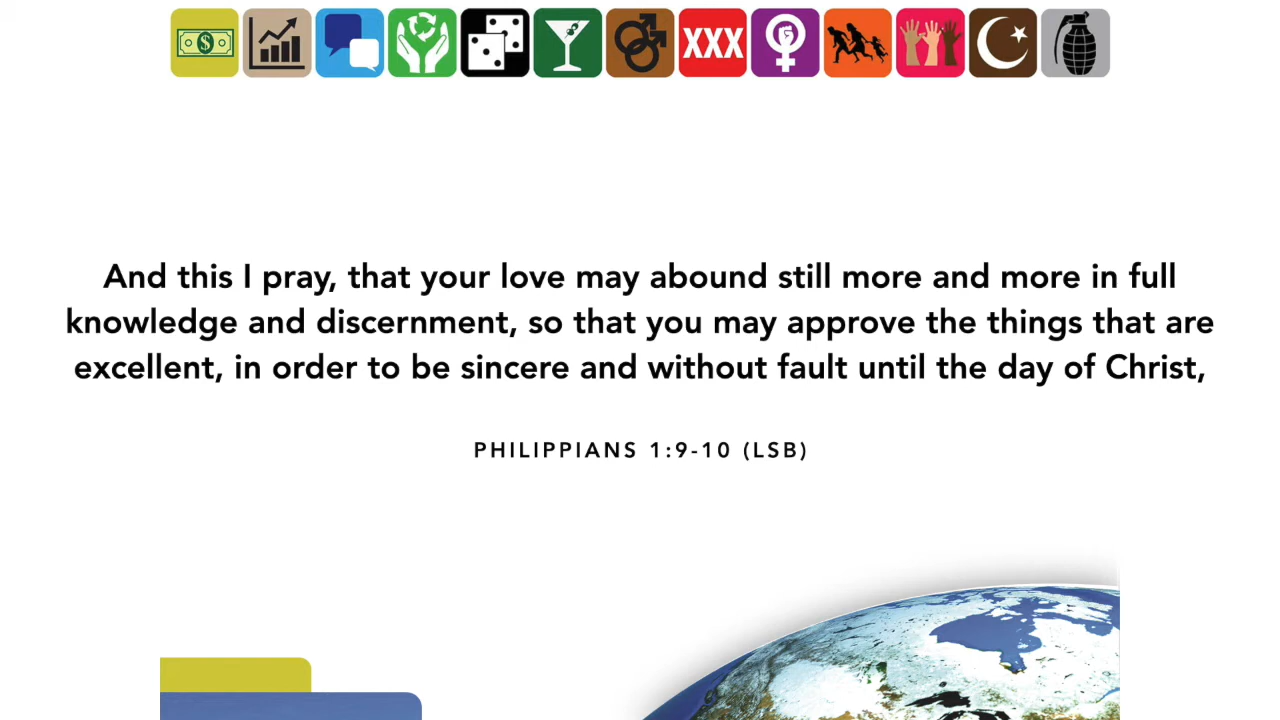 $
XXX
And this I pray, that your love may abound still more and more in full
knowledge and discernment, so that you may approve the things that are
excellent, in order to be sincere and without fault until the day of Christ,
PHILIPPIANS 1:9-10 (LSB)